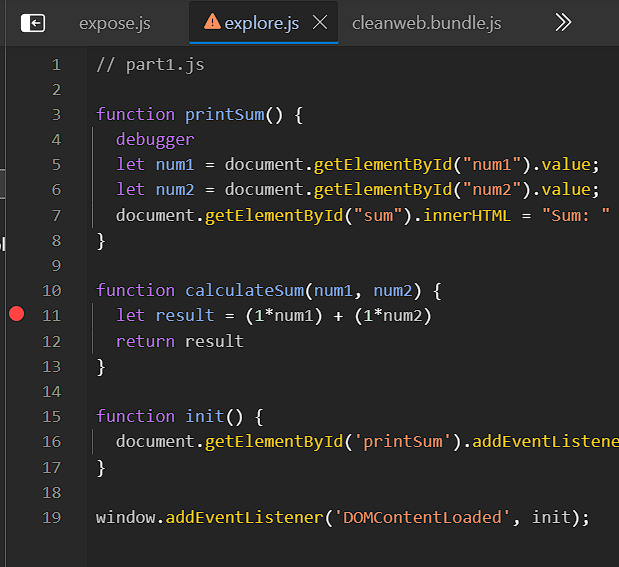 expose.js explore.js cleanweb.bundle.js
1 // part1.js
2
3 function printSum() {
4 debugger
5 let num1 = document.getElementById("num1").value;
6 let num2 = document.getElementById("num2").value;
7 document.getElementById("sum").innerHTML = "Sum: "
8 }
9
10 function calculateSum(num1, num2) {
11 let result = (1*num1) + (1*num2)
12 return result
13 }
14
15 function init() {
16 document.getElementById('printSum').addEventListene
17 }
18
19 window.addEventListener('DOMContentLoaded', init);